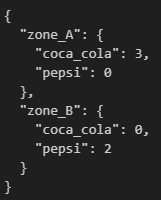 {
  "zone_A": {
    "coca_cola": 3,
    "pepsi": 0
  },
  "zone_B": {
    "coca_cola": 0,
    "pepsi": 2
  }
}